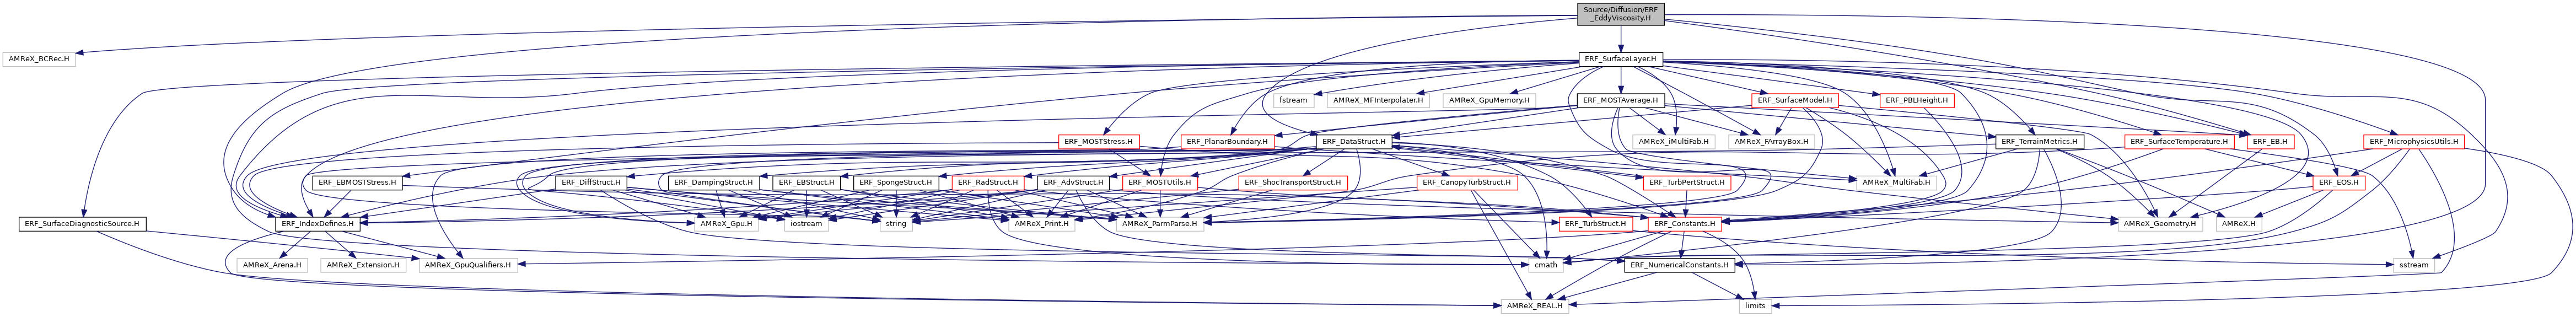 Source/Diffusion/ERF
_EddyViscosity.H
AMReX_BCRec.H
ERF_SurfaceLayer.H
fstream
AMReX_MFInterpolater.H
AMReX_GpuMemory.H
ERF_MOSTAverage.H
ERF_SurfaceModel.H
ERF_PBLHeight.H
ERF_MOSTStress.H
ERF_PlanarBoundary.H
ERF_DataStruct.H
AMReX_iMultiFab.H
AMReX_FArrayBox.H
ERF_TerrainMetrics.H
ERF_SurfaceTemperature.H
ERF_EB.H
ERF_MicrophysicsUtils.H
ERF_EBMOSTStress.H
ERF_DiffStruct.H
ERF_DampingStruct.H
ERF_EBStruct.H
ERF_SpongeStruct.H
ERF_RadStruct.H
ERF_AdvStruct.H
ERF_MOSTUtils.H
ERF_ShocTransportStruct.H
ERF_CanopyTurbStruct.H
ERF_TurbPertStruct.H
AMReX_MultiFab.H
ERF_EOS.H
ERF_SurfaceDiagnosticSource.H
ERF_IndexDefines.H
AMReX_Gpu.H
iostream
string
AMReX_Print.H
AMReX_ParmParse.H
ERF_TurbStruct.H
ERF_Constants.H
AMReX_Geometry.H
AMReX.H
AMReX_Arena.H
AMReX_Extension.H
AMReX_GpuQualifiers.H
cmath
ERF_NumericalConstants.H
sstream
AMReX_REAL.H
limits